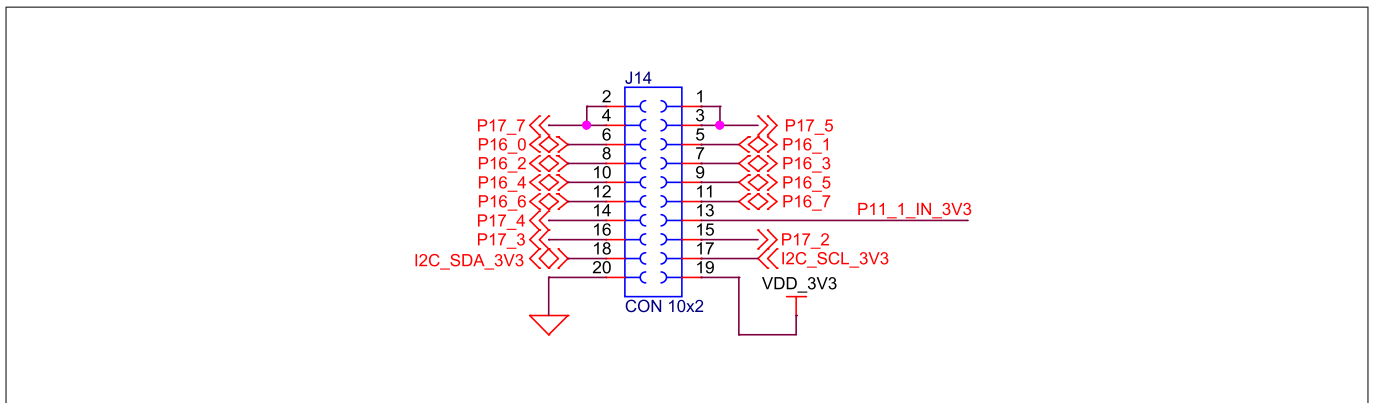 J14
2 1
P17_7 4 3 P17_5
P16_0 6 5 P16_1
P16_2 8 7 P16_3
P16_4 10 9 P16_5
P16_6 12 11 P16_7
P17_4 14 13 P11_1_IN_3V3
P17_3 16 15 P17_2
I2C_SDA_3V3 18 17 I2C_SCL_3V3
20 19
VDD_3V3
CON 10x2